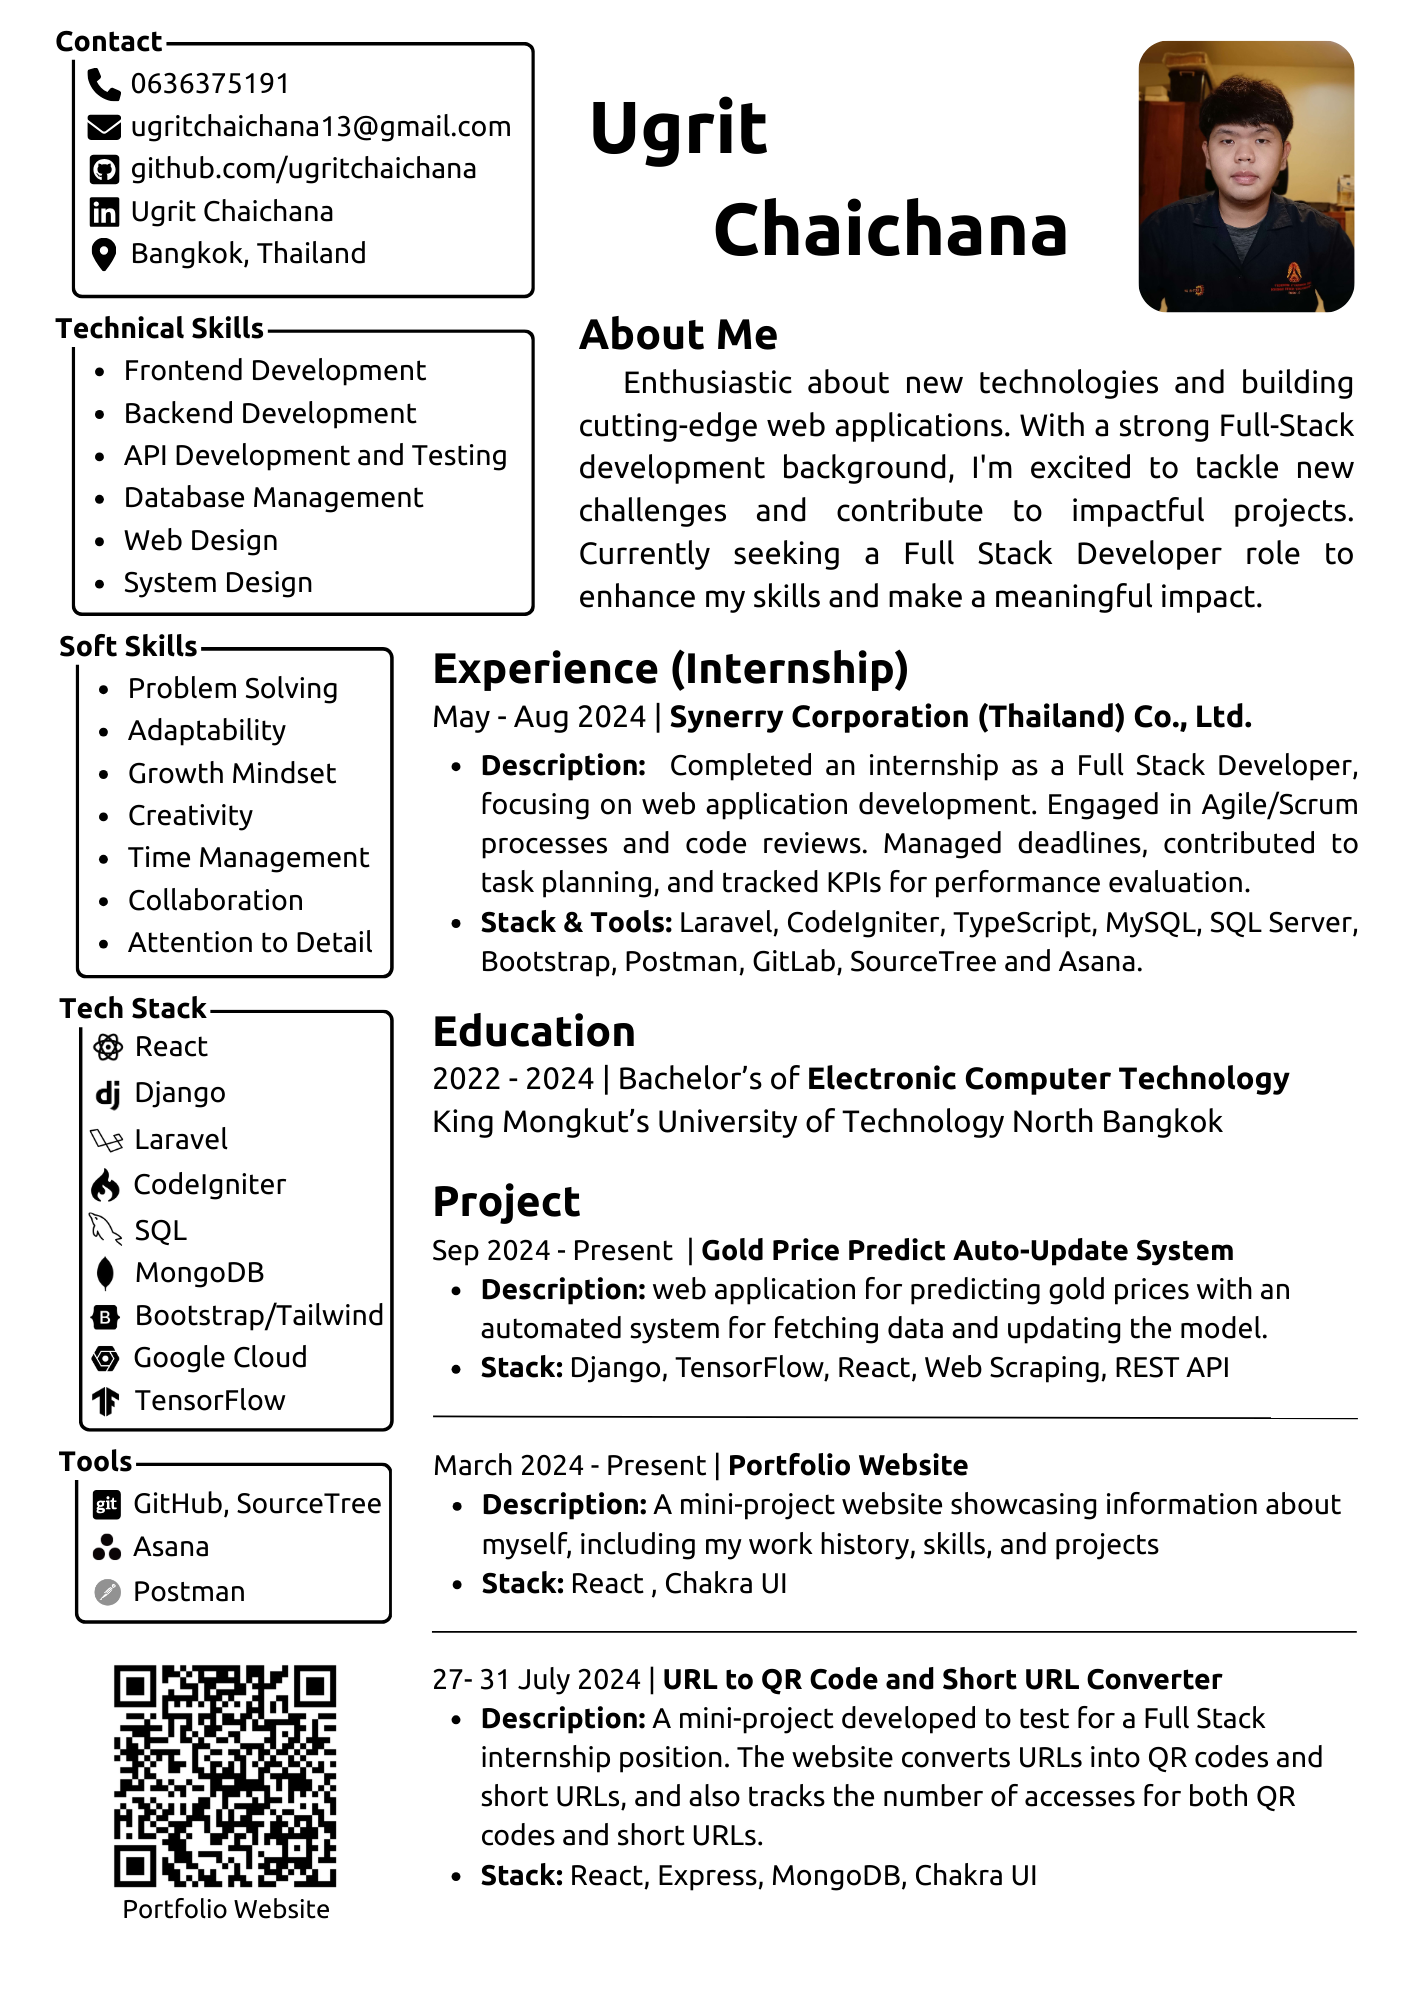 Contact
0636375191
ugritchaichana13@gmail.com
github.com/ugritchaichana
Ugrit Chaichana
Bangkok, Thailand
Ugrit
Chaichana
Technical Skills
• Frontend Development
• Backend Development
• API Development and Testing
• Database Management
• Web Design
• System Design
About Me
Enthusiastic about new technologies and building
cutting-edge web applications. With a strong Full-Stack
development background, I'm excited to tackle new
challenges and contribute to impactful projects.
Currently seeking a Full Stack Developer role to
enhance my skills and make a meaningful impact.
Soft Skills
• Problem Solving
• Adaptability
• Growth Mindset
• Creativity
• Time Management
• Collaboration
• Attention to Detail
Experience (Internship)
May - Aug 2024 | Synerry Corporation (Thailand) Co., Ltd.
• Description: Completed an internship as a Full Stack Developer,
focusing on web application development. Engaged in Agile/Scrum
processes and code reviews. Managed deadlines, contributed to
task planning, and tracked KPIs for performance evaluation.
• Stack & Tools: Laravel, CodeIgniter, TypeScript, MySQL, SQL Server,
Bootstrap, Postman, GitLab, SourceTree and Asana.
Tech Stack
React
dj Django
Laravel
CodeIgniter
SQL
MongoDB
B Bootstrap/Tailwind
Google Cloud
TensorFlow
Education
2022 - 2024 | Bachelor’s of Electronic Computer Technology
King Mongkut’s University of Technology North Bangkok
Project
Sep 2024 - Present | Gold Price Predict Auto-Update System
• Description: web application for predicting gold prices with an
automated system for fetching data and updating the model.
• Stack: Django, TensorFlow, React, Web Scraping, REST API
Tools
git GitHub, SourceTree
Asana
Postman
March 2024 - Present | Portfolio Website
• Description: A mini-project website showcasing information about
myself, including my work history, skills, and projects
• Stack: React , Chakra UI
27- 31 July 2024 | URL to QR Code and Short URL Converter
• Description: A mini-project developed to test for a Full Stack
internship position. The website converts URLs into QR codes and
short URLs, and also tracks the number of accesses for both QR
codes and short URLs.
• Stack: React, Express, MongoDB, Chakra UI
Portfolio Website